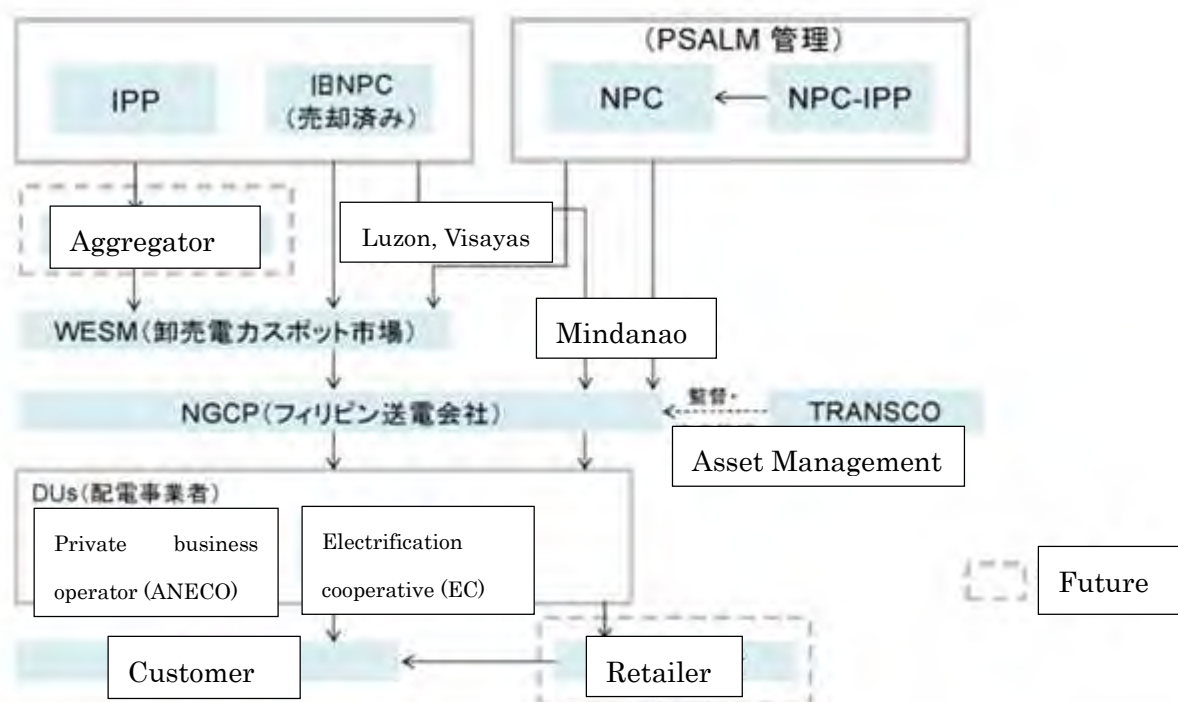 (PSALM 管理)
IPP
IBNPC
(売却済み)
NPC
NPC-IPP
Aggregator
Luzon, Visayas
WESM(卸売電力スポット市場)
Mindanao
NGCP(フィリピン送電会社)
監督・
TRANSCO
Asset Management
DUs(配電事業者)
Private business
operator (ANECO)
Electrification
cooperative (EC)
Future
Customer
Retailer